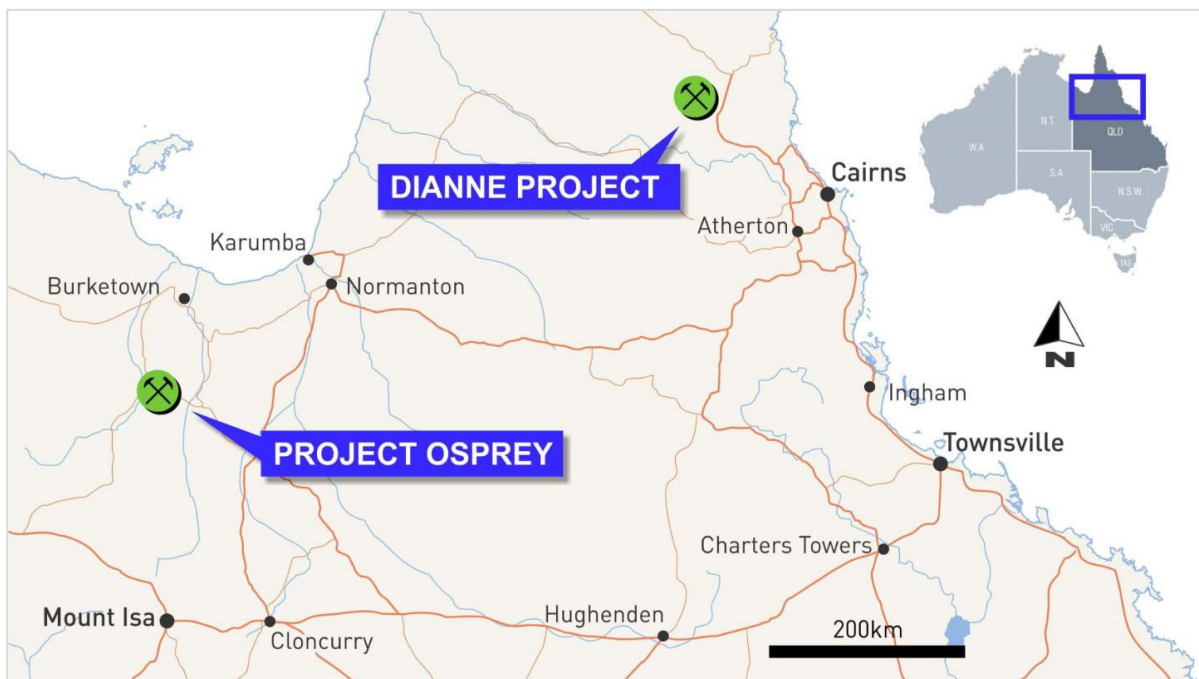 DIANNE PROJECT
Cairns
Atherton
Karumba
Burketown
Normanton
Ingham
PROJECT OSPREY
Townsville
Charters Towers
Mount Isa
Cloncurry
Hughenden
200km
W.A.
N.T.
QLD
S.A.
N.S.W.
VIC
TAS
N